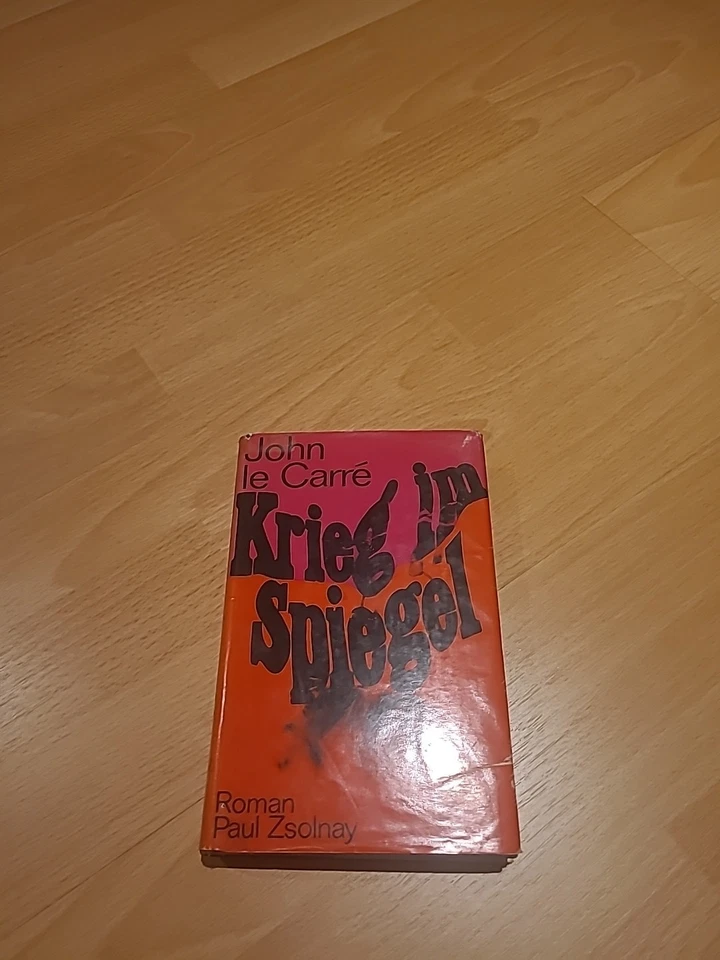 John
le Carré
Krieg im
Spiegel
Roman
Paul Zsolnay